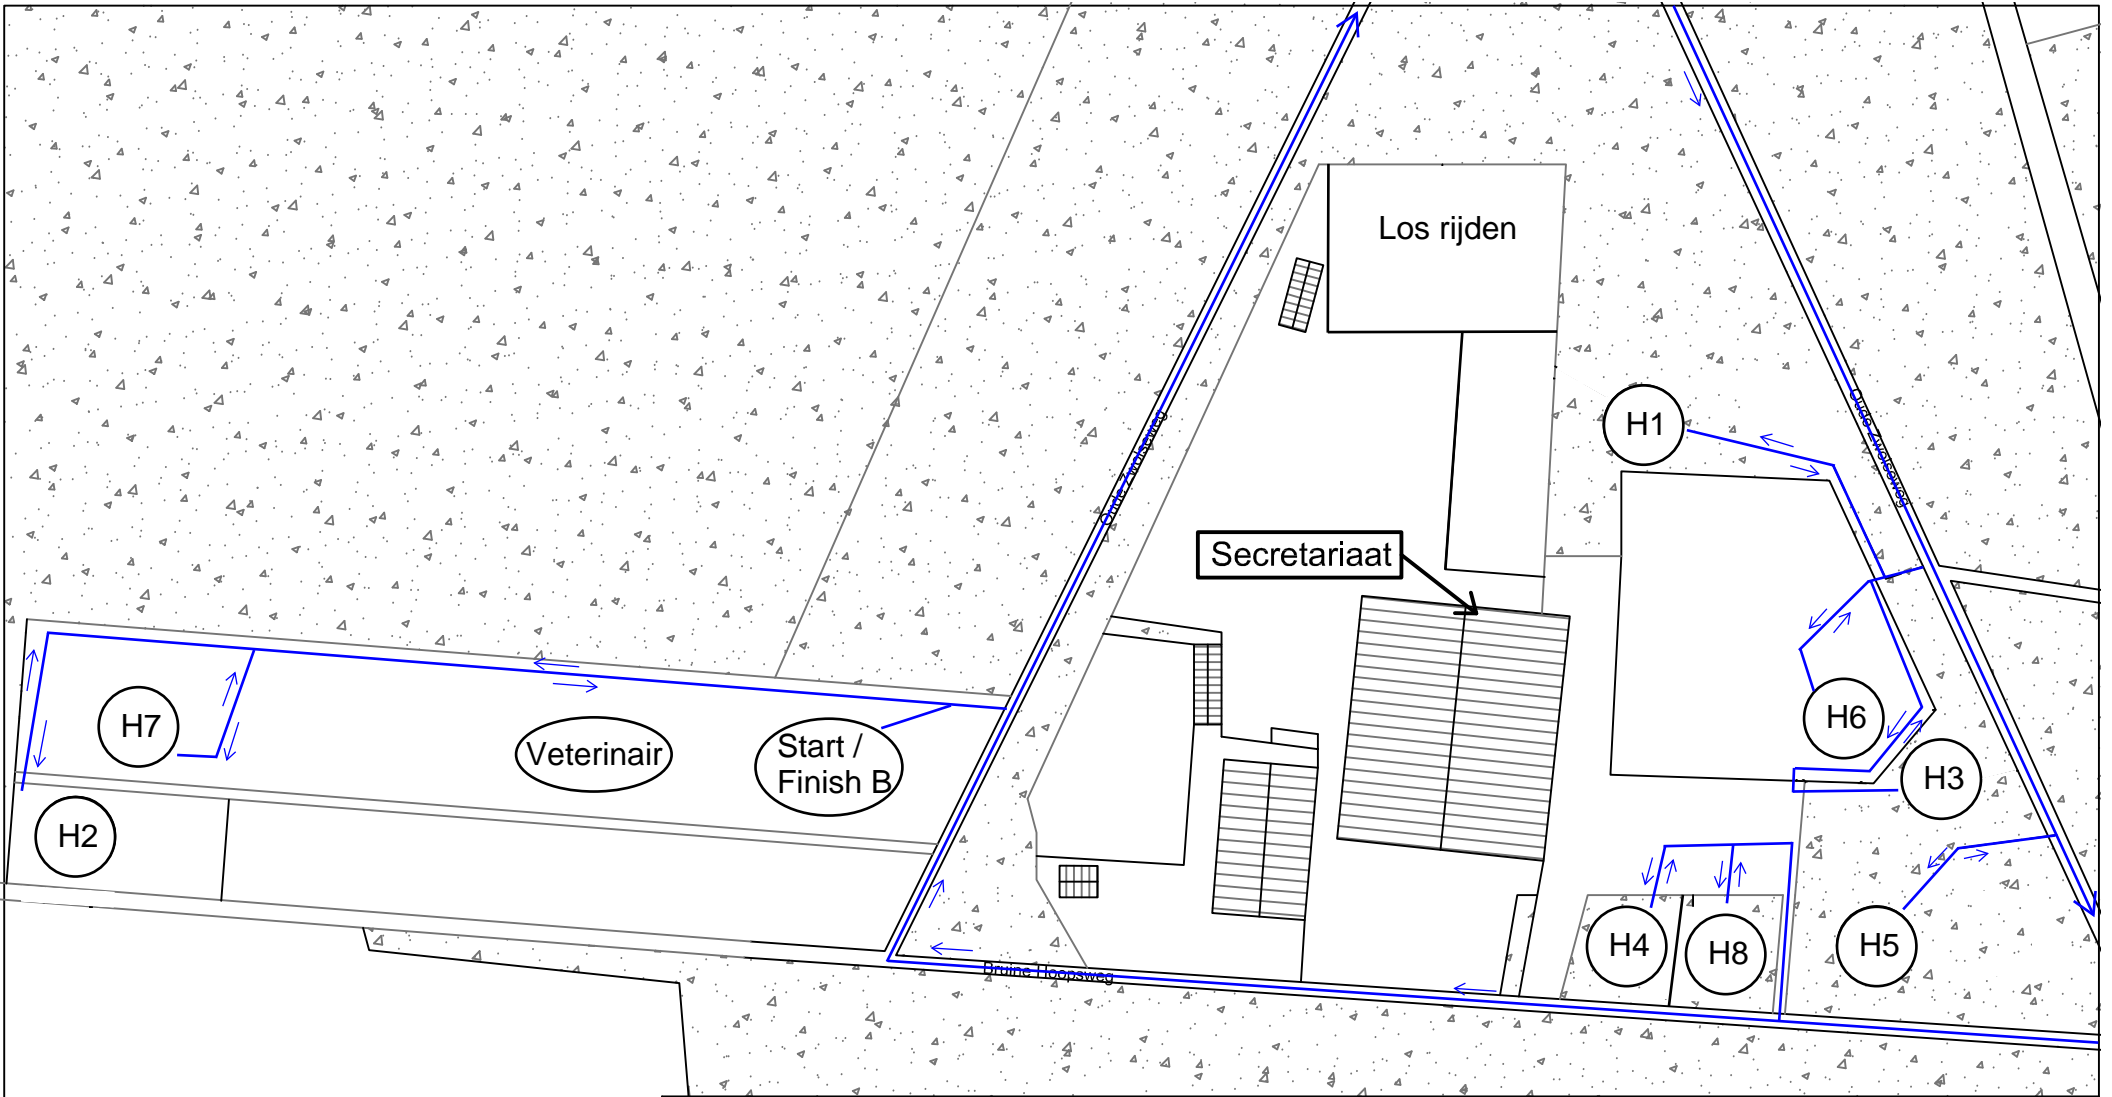 Los rijden
H1
Oude Zwolseweg
Oude Zwolseweg
Secretariaat
H7
Veterinair
Start /
Finish B
H6
H3
H2
H4
H8
H5
Bruine Hoopsweg